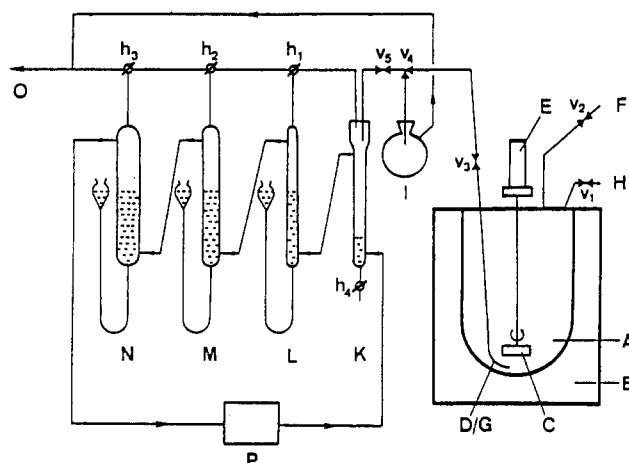 h₃ h₂ h₁ v₅ v₄
O
E
v₂ F
v₃
I
H
v₁
h₄
N M L K
A
B
D/G C
P